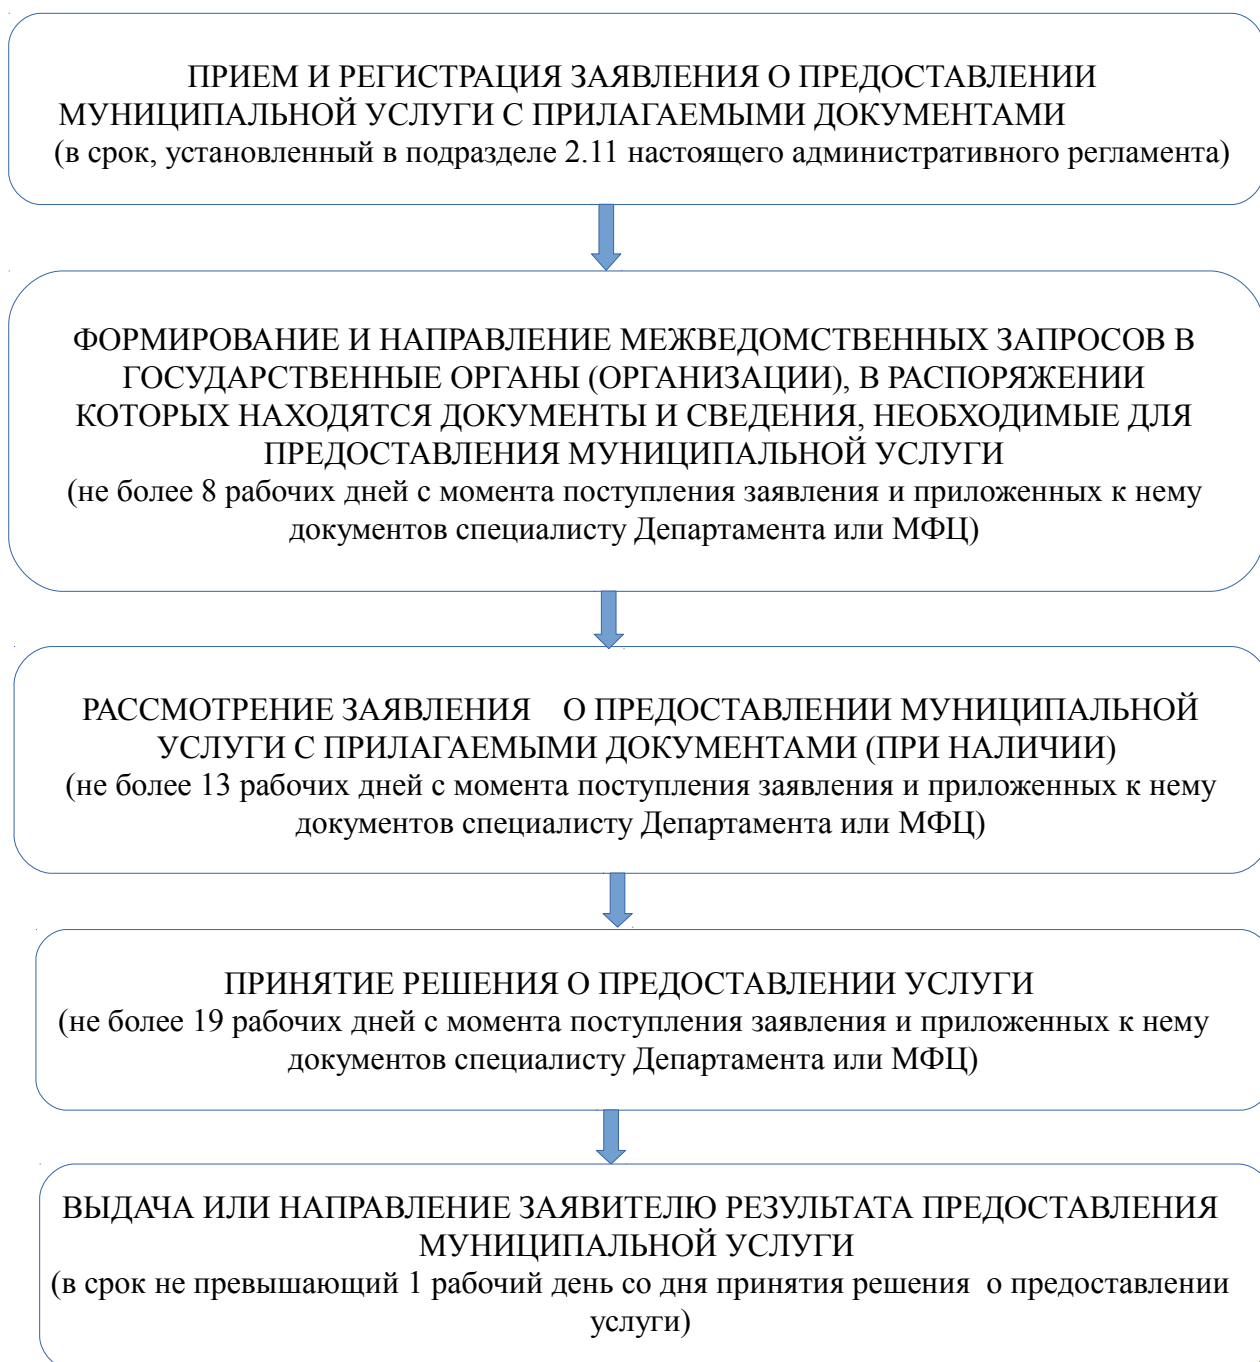 ПРИЕМ И РЕГИСТРАЦИЯ ЗАЯВЛЕНИЯ О ПРЕДОСТАВЛЕНИИ
МУНИЦИПАЛЬНОЙ УСЛУГИ С ПРИЛАГАЕМЫМИ ДОКУМЕНТАМИ
(в срок, установленный в подразделе 2.11 настоящего административного регламента)
ФОРМИРОВАНИЕ И НАПРАВЛЕНИЕ МЕЖВЕДОМСТВЕННЫХ ЗАПРОСОВ В
ГОСУДАРСТВЕННЫЕ ОРГАНЫ (ОРГАНИЗАЦИИ), В РАСПОРЯЖЕНИИ
КОТОРЫХ НАХОДЯТСЯ ДОКУМЕНТЫ И СВЕДЕНИЯ, НЕОБХОДИМЫЕ ДЛЯ
ПРЕДОСТАВЛЕНИЯ МУНИЦИПАЛЬНОЙ УСЛУГИ
(не более 8 рабочих дней с момента поступления заявления и приложенных к нему
документов специалисту Департамента или МФЦ)
РАССМОТРЕНИЕ ЗАЯВЛЕНИЯ О ПРЕДОСТАВЛЕНИИ МУНИЦИПАЛЬНОЙ
УСЛУГИ С ПРИЛАГАЕМЫМИ ДОКУМЕНТАМИ (ПРИ НАЛИЧИИ)
(не более 13 рабочих дней с момента поступления заявления и приложенных к нему
документов специалисту Департамента или МФЦ)
ПРИНЯТИЕ РЕШЕНИЯ О ПРЕДОСТАВЛЕНИИ УСЛУГИ
(не более 19 рабочих дней с момента поступления заявления и приложенных к нему
документов специалисту Департамента или МФЦ)
ВЫДАЧА ИЛИ НАПРАВЛЕНИЕ ЗАЯВИТЕЛЮ РЕЗУЛЬТАТА ПРЕДОСТАВЛЕНИЯ
МУНИЦИПАЛЬНОЙ УСЛУГИ
(в срок не превышающий 1 рабочий день со дня принятия решения о предоставлении
услуги)